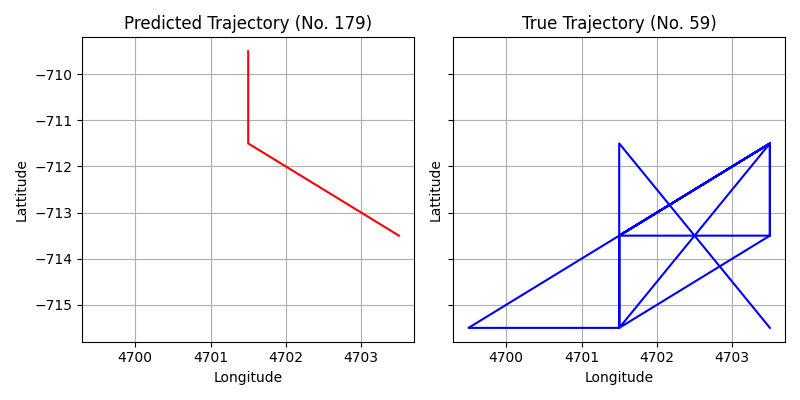 Predicted Trajectory (No. 179)
True Trajectory (No. 59)
Lattitude
−710
−711
−712
−713
−714
−715
4700
4701
4702
4703
Longitude
Lattitude
4700
4701
4702
4703
Longitude